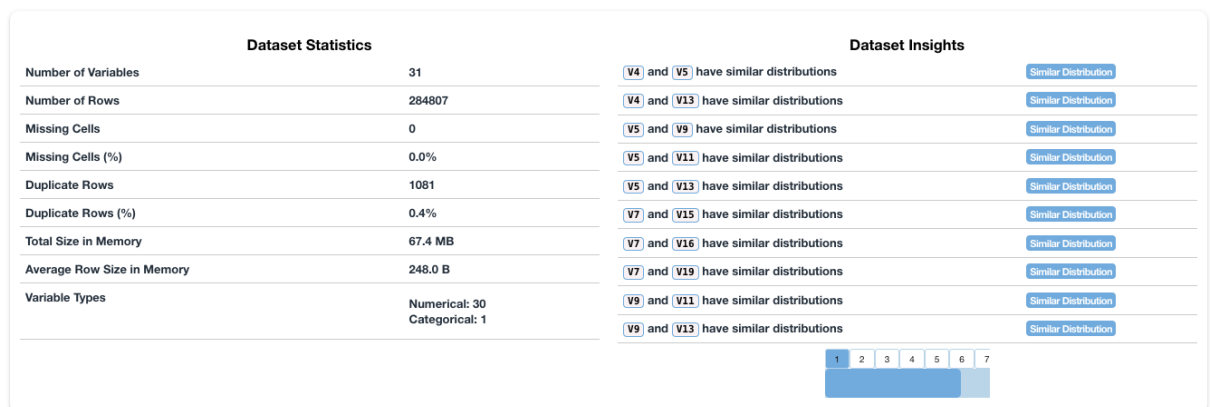 Dataset Statistics
Number of Variables 31
Number of Rows 284807
Missing Cells 0
Missing Cells (%) 0.0%
Duplicate Rows 1081
Duplicate Rows (%) 0.4%
Total Size in Memory 67.4 MB
Average Row Size in Memory 248.0 B
Variable Types Numerical: 30
Categorical: 1
Dataset Insights
V4 and V5 have similar distributions Similar Distribution
V4 and V13 have similar distributions Similar Distribution
V5 and V9 have similar distributions Similar Distribution
V5 and V11 have similar distributions Similar Distribution
V5 and V13 have similar distributions Similar Distribution
V7 and V15 have similar distributions Similar Distribution
V7 and V16 have similar distributions Similar Distribution
V7 and V19 have similar distributions Similar Distribution
V9 and V11 have similar distributions Similar Distribution
V9 and V13 have similar distributions Similar Distribution
1 2 3 4 5 6 7